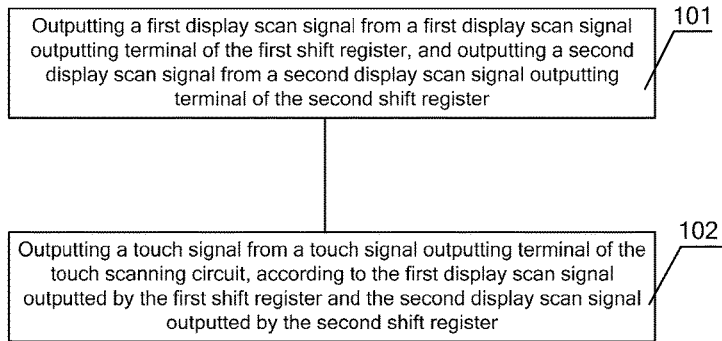 Outputting a first display scan signal from a first display scan signal
outputting terminal of the first shift register, and outputting a second
display scan signal from a second display scan signal outputting
terminal of the second shift register
101
Outputting a touch signal from a touch signal outputting terminal of the
touch scanning circuit, according to the first display scan signal
outputted by the first shift register and the second display scan signal
outputted by the second shift register
102